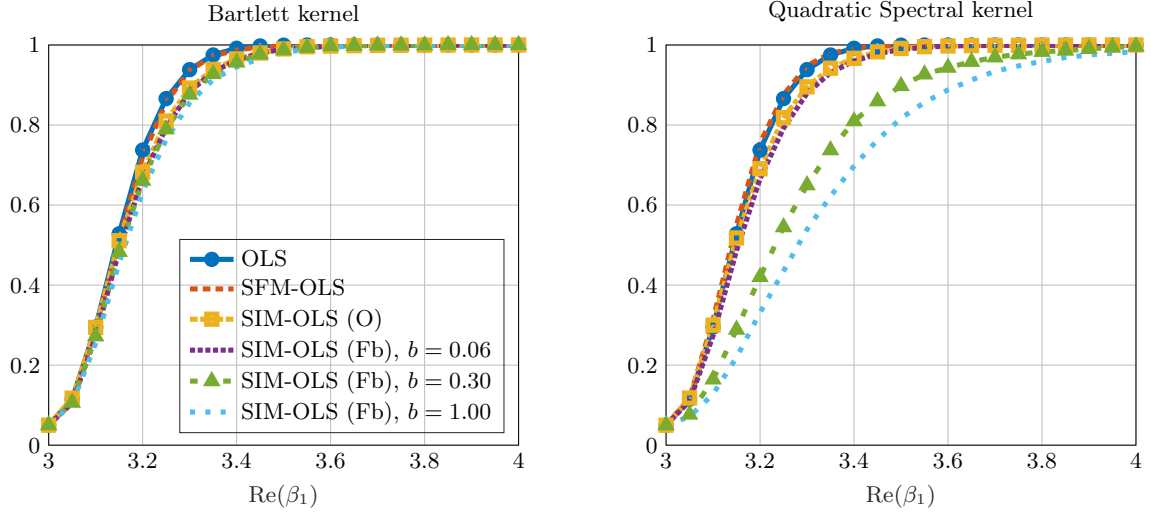 Bartlett kernel
1
0.8
0.6
0.4
0.2
0
3
3.2
3.4
3.6
3.8
4
Re(β₁)
OLS
SFM-OLS
SIM-OLS (O)
SIM-OLS (Fb), b = 0.06
SIM-OLS (Fb), b = 0.30
SIM-OLS (Fb), b = 1.00
Quadratic Spectral kernel
1
0.8
0.6
0.4
0.2
0
3
3.2
3.4
3.6
3.8
4
Re(β₁)